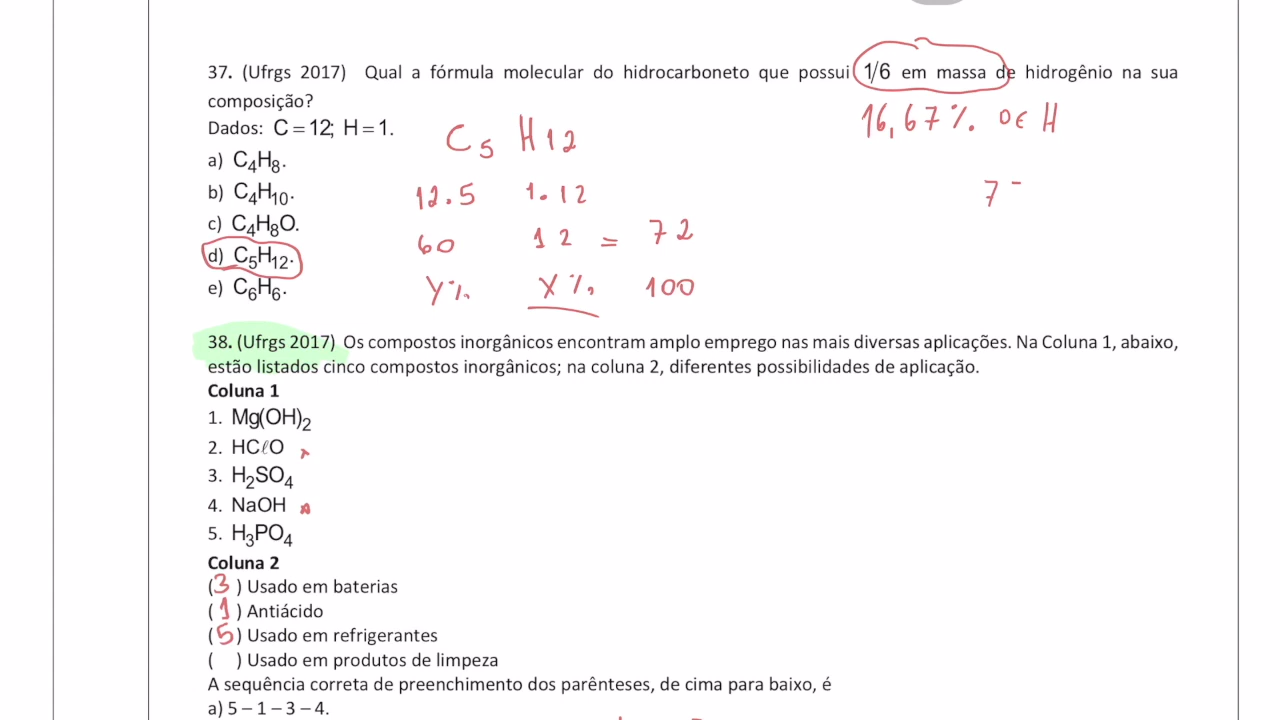 37. (Ufrgs 2017) Qual a fórmula molecular do hidrocarboneto que possui 1/6 em massa de hidrogênio na sua
composição?
16,67%. DE H
Dados: C = 12; H = 1.
C5 H12
a) C4H8.
b) C4H10.
12.5 1.12
7 -
c) C4H8O.
60 12 = 72
d) C5H12.
e) C6H6.
Y% X% 100
38. (Ufrgs 2017) Os compostos inorgânicos encontram amplo emprego nas mais diversas aplicações. Na Coluna 1, abaixo,
estão listados cinco compostos inorgânicos; na coluna 2, diferentes possibilidades de aplicação.
Coluna 1
1. Mg(OH)2
2. HCℓO
3. H2SO4
4. NaOH
5. H3PO4
Coluna 2
(3) Usado em baterias
(1) Antiácido
(5) Usado em refrigerantes
( ) Usado em produtos de limpeza
A sequência correta de preenchimento dos parênteses, de cima para baixo, é
a) 5 – 1 – 3 – 4.